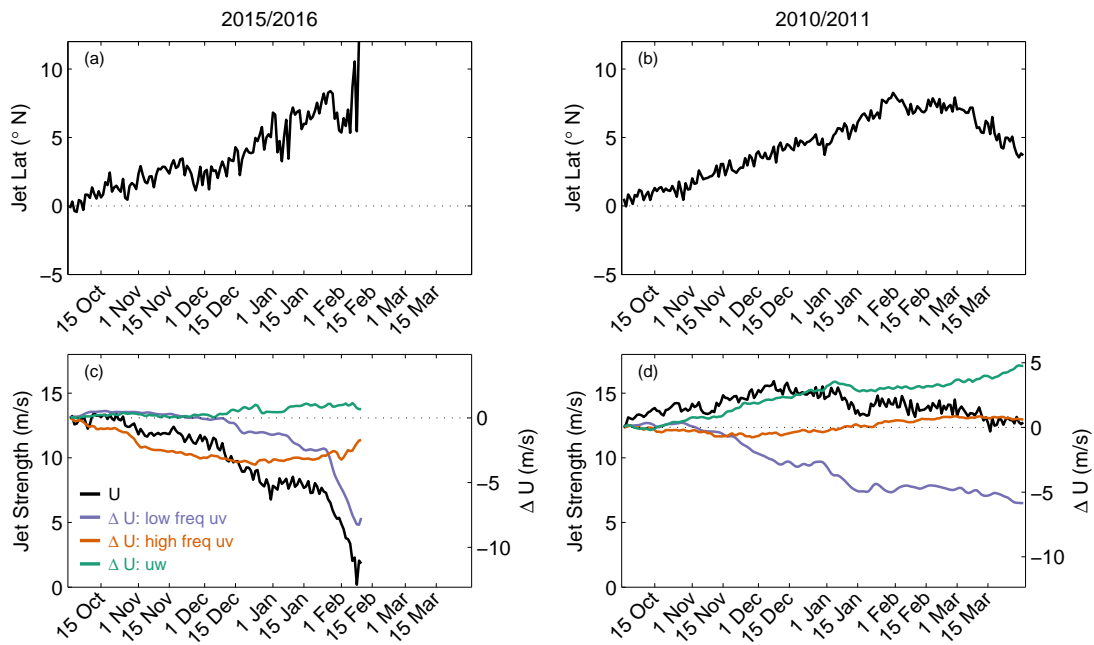 2015/2016
2010/2011
(a)
10
5
0
−5
Jet Lat (° N)
15 Oct
1 Nov
15 Nov
1 Dec
15 Dec
1 Jan
15 Jan
1 Feb
15 Feb
1 Mar
15 Mar
(b)
10
5
0
−5
Jet Lat (° N)
15 Oct
1 Nov
15 Nov
1 Dec
15 Dec
1 Jan
15 Jan
1 Feb
15 Feb
1 Mar
15 Mar
(c)
15
10
5
0
Jet Strength (m/s)
0
−5
−10
Δ U (m/s)
U
Δ U: low freq uv
Δ U: high freq uv
Δ U: uw
15 Oct
1 Nov
15 Nov
1 Dec
15 Dec
1 Jan
15 Jan
1 Feb
15 Feb
1 Mar
15 Mar
(d)
15
10
5
0
Jet Strength (m/s)
5
0
−5
−10
Δ U (m/s)
15 Oct
1 Nov
15 Nov
1 Dec
15 Dec
1 Jan
15 Jan
1 Feb
15 Feb
1 Mar
15 Mar